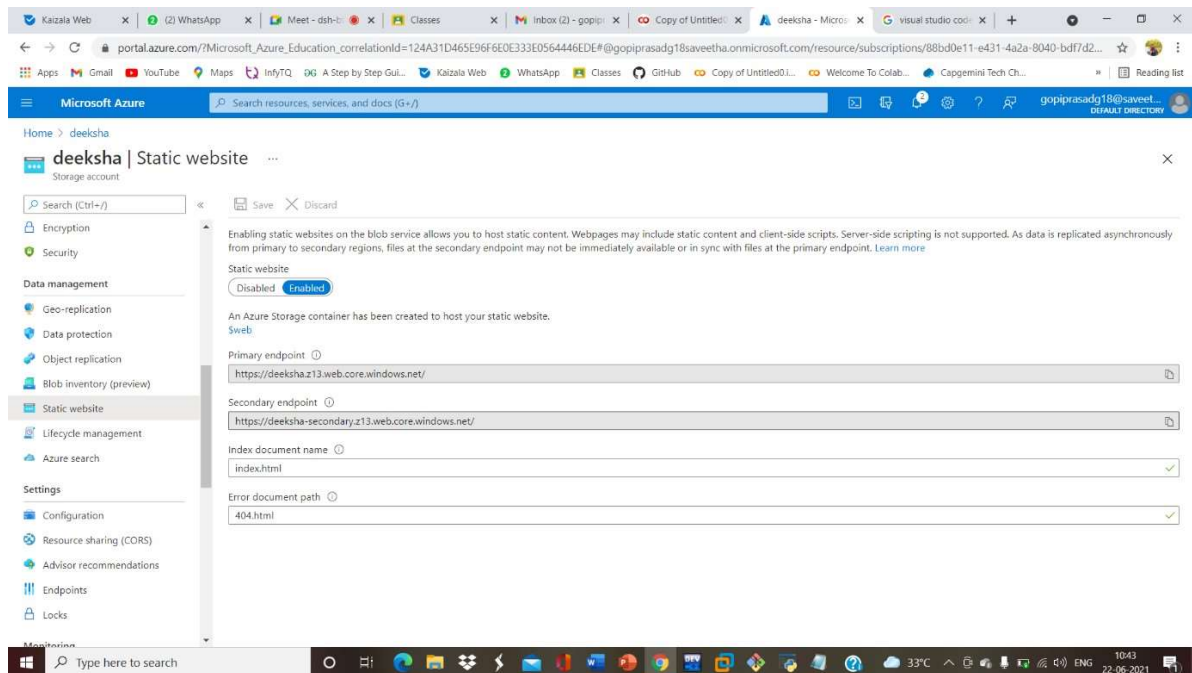 Kaizala Web
(2) WhatsApp
Meet - dsh-b
Classes
Inbox (2) - gopip
Copy of Untitled
deeksha - Micros
visual studio code
portal.azure.com/?Microsoft_Azure_Education_correlationId=124A31D465E96F6E0E333E0564446EDE#@gopiprasadg18saveetha.onmicrosoft.com/resource/subscriptions/88bd0e11-e431-4a2a-8040-bdf7d2...
Apps Gmail YouTube Maps InfyTQ A Step by Step Gui... Kaizala Web WhatsApp Classes GitHub Copy of Untitled0.i... Welcome To Colab... Capgemini Tech Ch... » Reading list
Microsoft Azure
Search resources, services, and docs (G+/)
2
gopiprasadg18@saveet...
DEFAULT DIRECTORY
Home > deeksha
deeksha | Static website ...
Storage account
Search (Ctrl+/)
«
Save
Discard
Encryption
Security
Data management
Geo-replication
Data protection
Object replication
Blob inventory (preview)
Static website
Lifecycle management
Azure search
Settings
Configuration
Resource sharing (CORS)
Advisor recommendations
Endpoints
Locks
Monitoring
Enabling static websites on the blob service allows you to host static content. Webpages may include static content and client-side scripts. Server-side scripting is not supported. As data is replicated asynchronously
from primary to secondary regions, files at the secondary endpoint may not be immediately available or in sync with files at the primary endpoint. Learn more
Static website
Disabled Enabled
An Azure Storage container has been created to host your static website.
$web
Primary endpoint
https://deeksha.z13.web.core.windows.net/
Secondary endpoint
https://deeksha-secondary.z13.web.core.windows.net/
Index document name
index.html
Error document path
404.html
Type here to search
33°C
ENG
10:43
22-06-2021